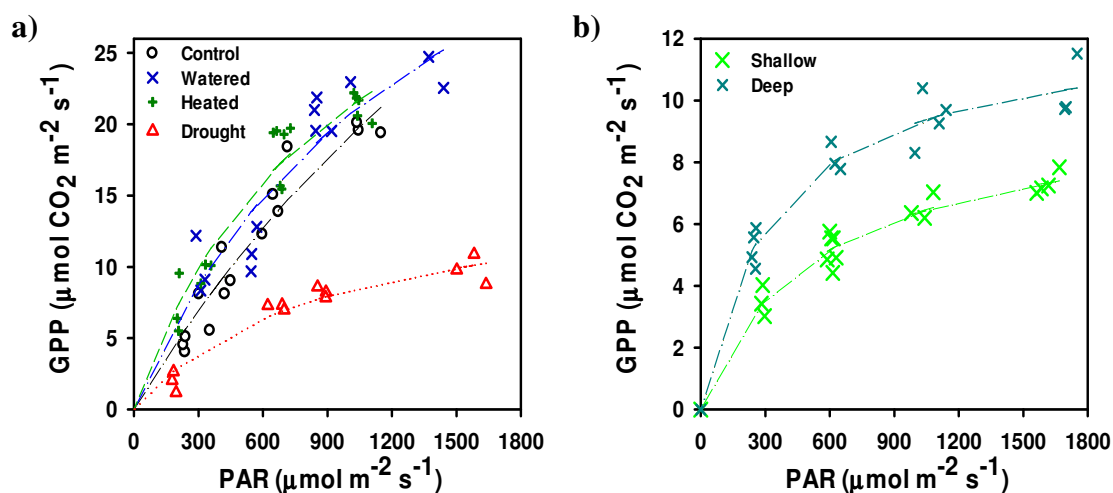 a)
25
20
15
10
5
0
GPP (μmol CO2 m⁻² s⁻¹)
Control
Watered
Heated
Drought
0 300 600 900 1200 1500 1800
PAR (μmol m⁻² s⁻¹)
b)
12
10
8
6
4
2
0
GPP (μmol CO2 m⁻² s⁻¹)
Shallow
Deep
0 300 600 900 1200 1500 1800
PAR (μmol m⁻² s⁻¹)